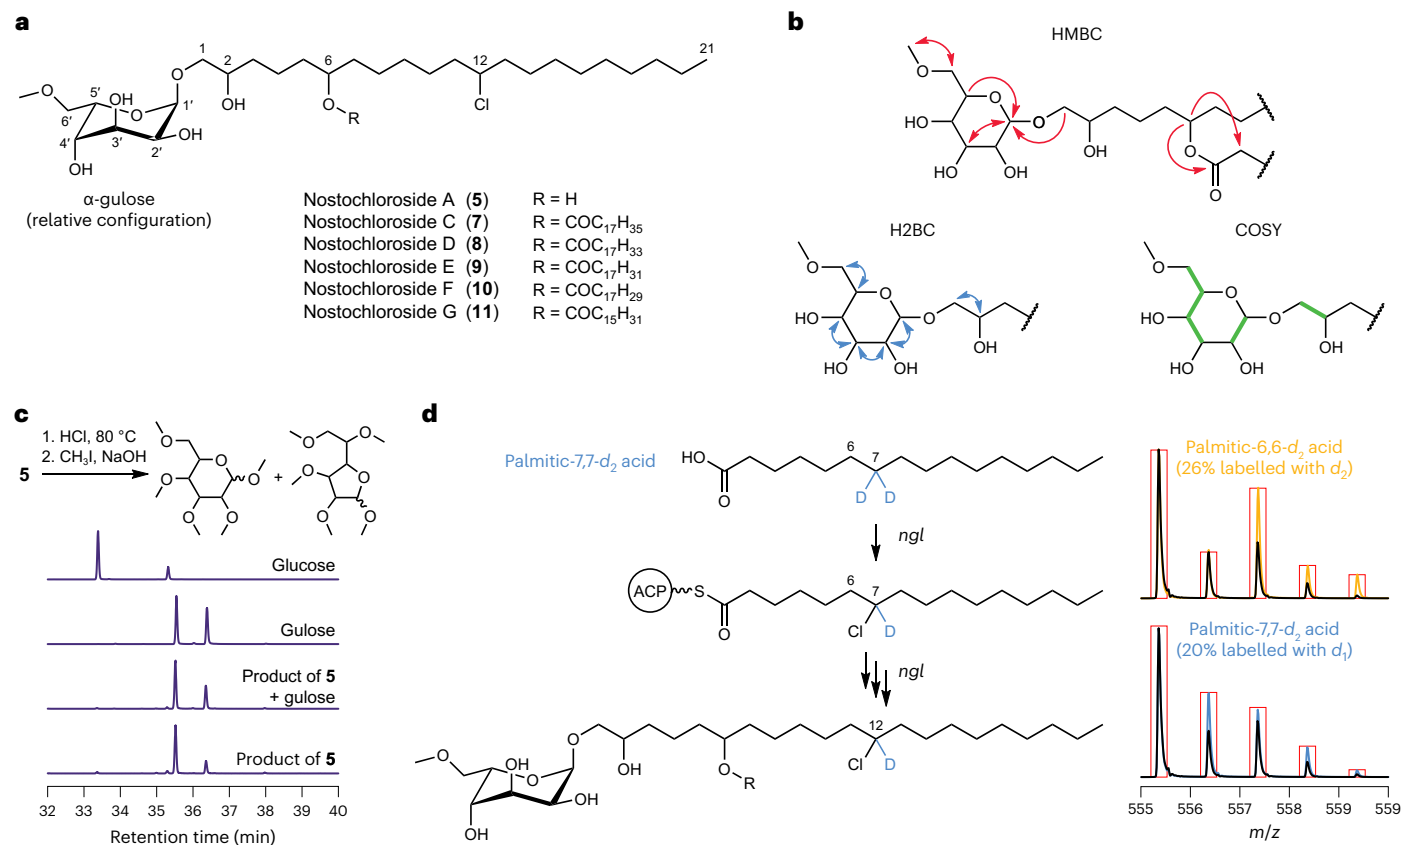 a
1
2
6
12
21
O
O
OH
O
R
Cl
5′
OH
O
1′
6′
4′
3′
OH
2′
OH
α-gulose
(relative configuration)
Nostochloroside A (5) R = H
Nostochloroside C (7) R = COC17H35
Nostochloroside D (8) R = COC17H33
Nostochloroside E (9) R = COC17H31
Nostochloroside F (10) R = COC17H29
Nostochloroside G (11) R = COC15H31
b
HMBC
O
O
O
HO
HO
OH
OH
O
O
H2BC
O
O
O
HO
HO
OH
OH
COSY
O
O
O
HO
HO
OH
OH
c
1. HCl, 80 °C
2. CH3I, NaOH
5
O
O
O
O
O
O
+
O
O
O
O
O
O
Glucose
Gulose
Product of 5
+ gulose
Product of 5
32 33 34 35 36 37 38 39 40
Retention time (min)
d
Palmitic-7,7-d2 acid
HO
O
6
7
D D
ngl
ACP
S
O
6
7
Cl D
ngl
12
O
O
OH
O
R
Cl D
OH
O
OH
OH
Palmitic-6,6-d2 acid
(26% labelled with d2)
Palmitic-7,7-d2 acid
(20% labelled with d1)
555 556 557 558 559 559
m/z